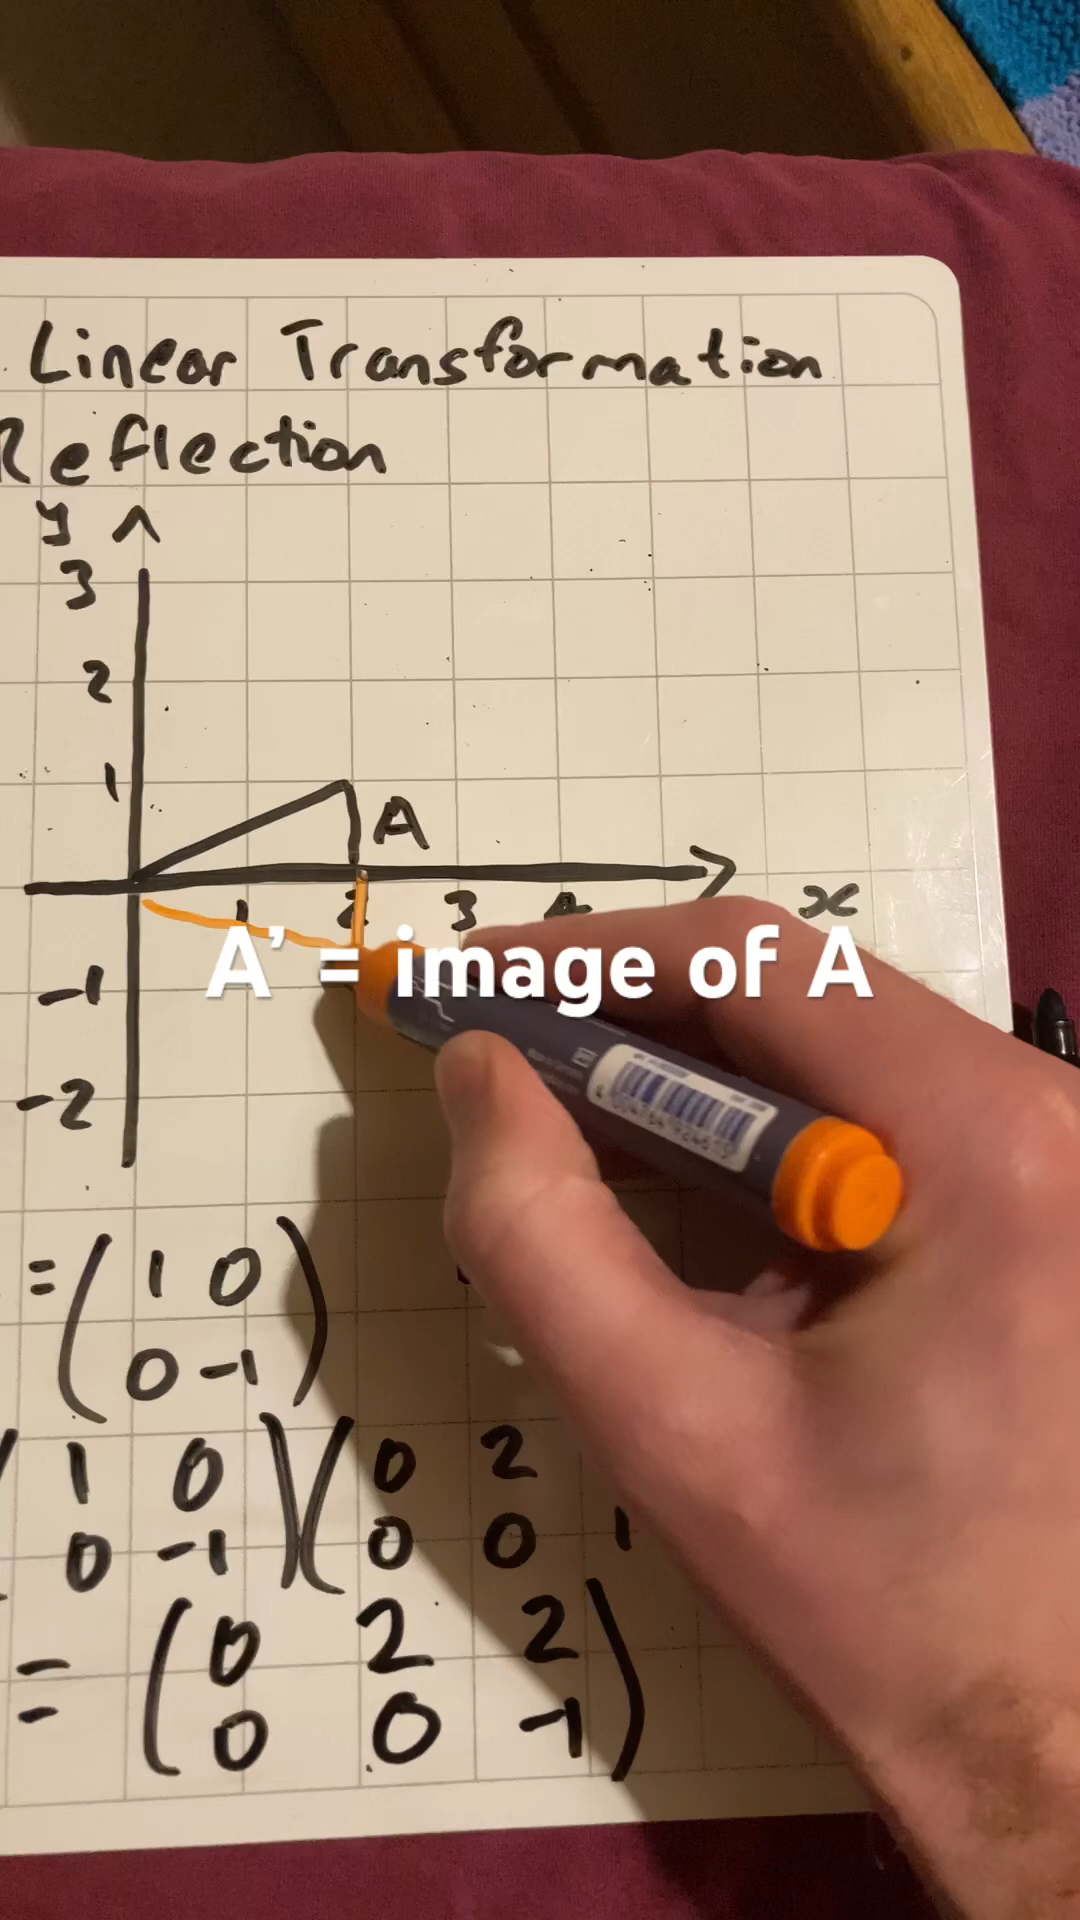 Linear Transformation
Reflection
y
3
2
1
A
1 2 3 4 x
A’ = image of A
-1
-2
= ( 1 0 )
0 -1
( 1 0 ) ( 0 2
0 -1 0 0 1
= ( 0 2 2 )
0 0 -1